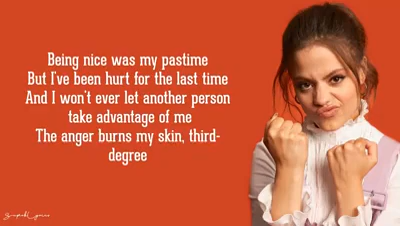 Being nice was my pastime
But I've been hurt for the last time
And I won't ever let another person
take advantage of me
The anger burns my skin, third-
degree